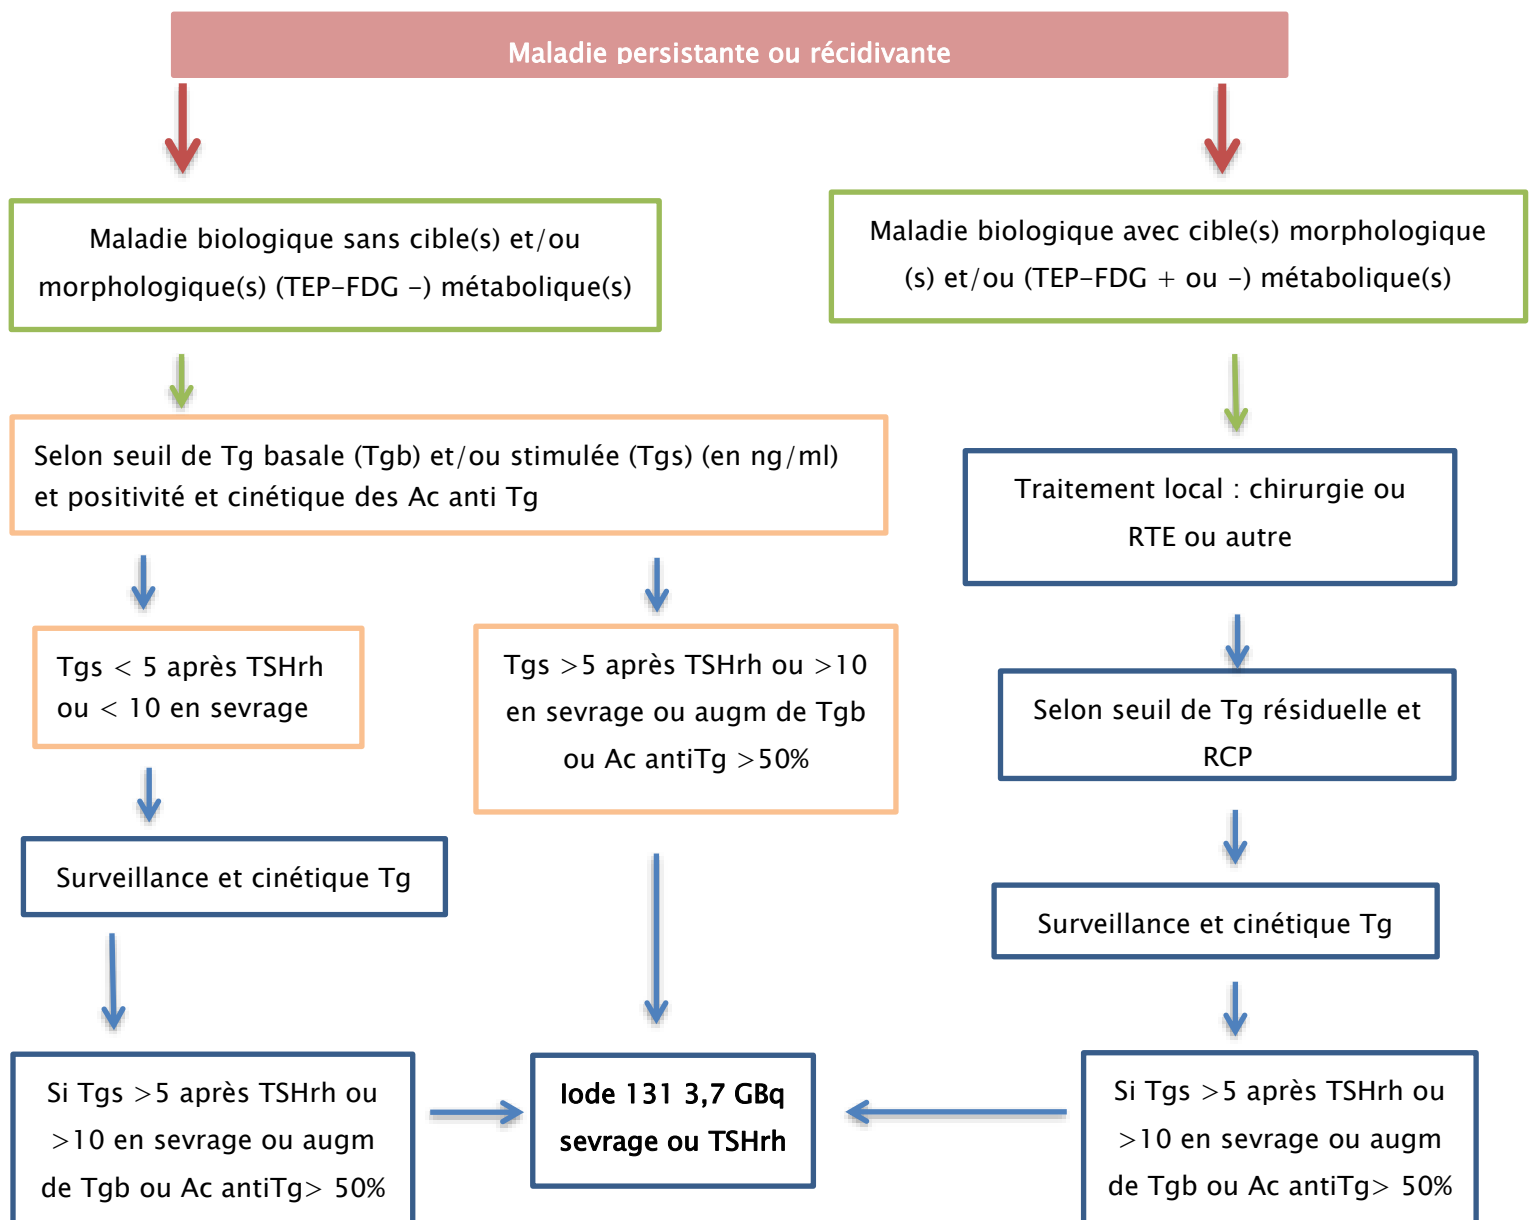 Maladie persistante ou récidivante
Maladie biologique sans cible(s) et/ou
morphologique(s) (TEP-FDG -) métabolique(s)
Maladie biologique avec cible(s) morphologique
(s) et/ou (TEP-FDG + ou -) métabolique(s)
Selon seuil de Tg basale (Tgb) et/ou stimulée (Tgs) (en ng/ml)
et positivité et cinétique des Ac anti Tg
Traitement local : chirurgie ou
RTE ou autre
Tgs < 5 après TSHrh
ou < 10 en sevrage
Tgs >5 après TSHrh ou >10
en sevrage ou augm de Tgb
ou Ac antiTg >50%
Selon seuil de Tg résiduelle et
RCP
Surveillance et cinétique Tg
Surveillance et cinétique Tg
Si Tgs >5 après TSHrh ou
>10 en sevrage ou augm
de Tgb ou Ac antiTg> 50%
Iode 131 3,7 GBq
sevrage ou TSHrh
Si Tgs >5 après TSHrh ou
>10 en sevrage ou augm
de Tgb ou Ac antiTg> 50%